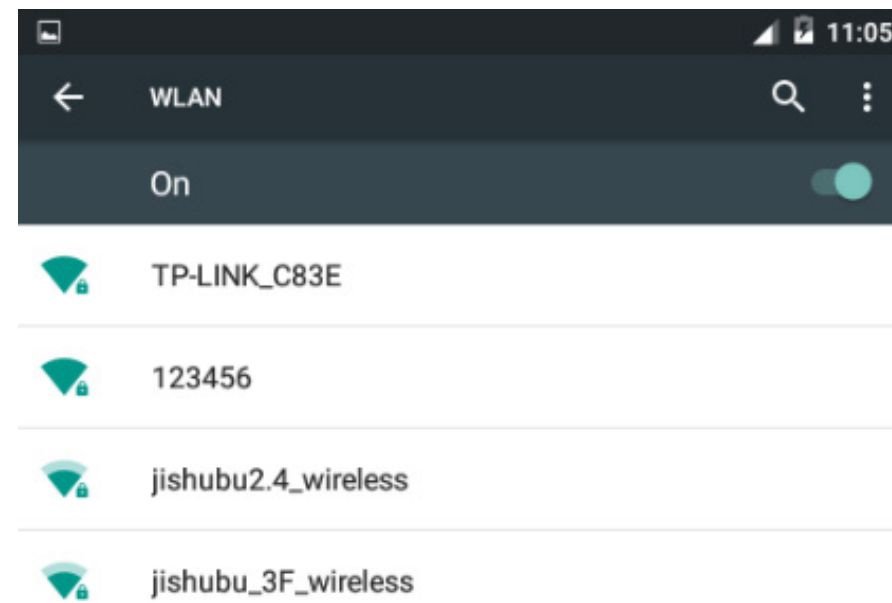 11:05
WLAN
On
TP-LINK_C83E
123456
jishubu2.4_wireless
jishubu_3F_wireless